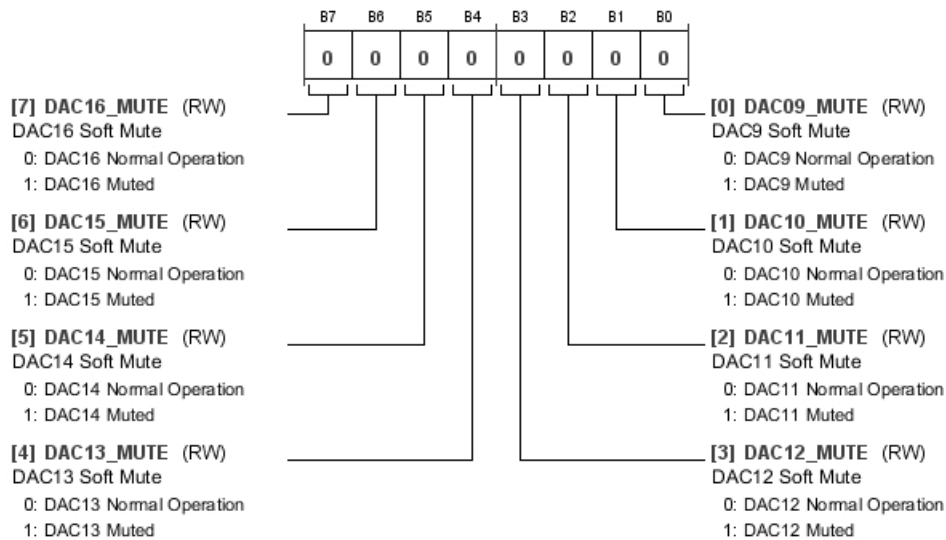 B7 B6 B5 B4 B3 B2 B1 B0
0 0 0 0 0 0 0 0
[7] DAC16_MUTE (RW)
DAC16 Soft Mute
0: DAC16 Normal Operation
1: DAC16 Muted
[6] DAC15_MUTE (RW)
DAC15 Soft Mute
0: DAC15 Normal Operation
1: DAC15 Muted
[5] DAC14_MUTE (RW)
DAC14 Soft Mute
0: DAC14 Normal Operation
1: DAC14 Muted
[4] DAC13_MUTE (RW)
DAC13 Soft Mute
0: DAC13 Normal Operation
1: DAC13 Muted
[0] DAC09_MUTE (RW)
DAC9 Soft Mute
0: DAC9 Normal Operation
1: DAC9 Muted
[1] DAC10_MUTE (RW)
DAC10 Soft Mute
0: DAC10 Normal Operation
1: DAC10 Muted
[2] DAC11_MUTE (RW)
DAC11 Soft Mute
0: DAC11 Normal Operation
1: DAC11 Muted
[3] DAC12_MUTE (RW)
DAC12 Soft Mute
0: DAC12 Normal Operation
1: DAC12 Muted